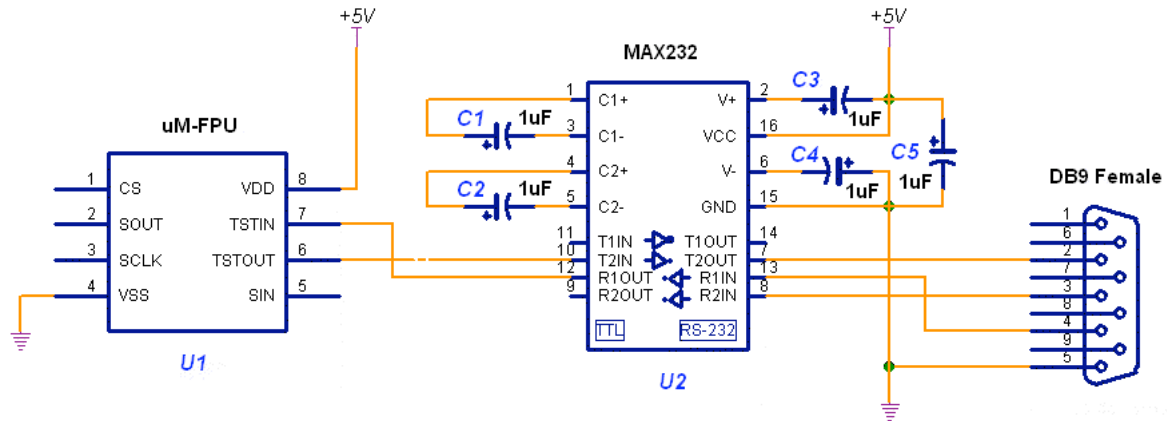 +5V
+5V
MAX232
uM-FPU
DB9 Female
1 CS VDD 8
2 SOUT TSTIN 7
3 SCLK TSTOUT 6
4 VSS SIN 5
U1
1 C1+ V+ 2
3 C1- VCC 16
4 C2+ V- 6
5 C2- GND 15
11 T1IN T1OUT 14
10 T2IN T2OUT 7
12 R1OUT R1IN 13
9 R2OUT R2IN 8
TTL RS-232
U2
C1 1uF
C2 1uF
C3 1uF
C4 1uF
C5 1uF
1
6
2
7
3
8
4
9
5